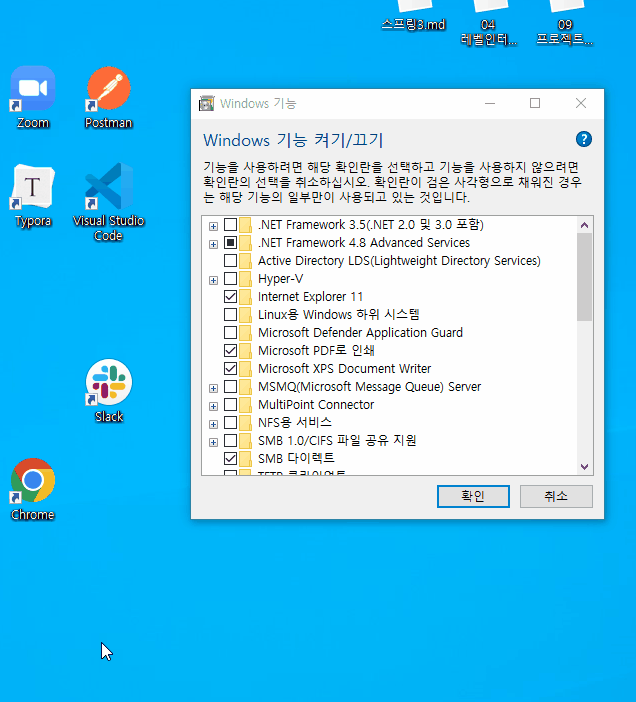 스프링3.md
04
레벨인터...
09
프로젝트...
Zoom
Postman
T
Typora
Visual Studio
Code
Slack
Chrome
Windows 기능
Windows 기능 켜기/끄기
?
기능을 사용하려면 해당 확인란을 선택하고 기능을 사용하지 않으려면
확인란의 선택을 취소하십시오. 확인란이 검은 사각형으로 채워진 경우
는 해당 기능의 일부만이 사용되고 있는 것입니다.
.NET Framework 3.5(.NET 2.0 및 3.0 포함)
.NET Framework 4.8 Advanced Services
Active Directory LDS(Lightweight Directory Services)
Hyper-V
Internet Explorer 11
Linux용 Windows 하위 시스템
Microsoft Defender Application Guard
Microsoft PDF로 인쇄
Microsoft XPS Document Writer
MSMQ(Microsoft Message Queue) Server
MultiPoint Connector
NFS용 서비스
SMB 1.0/CIFS 파일 공유 지원
SMB 다이렉트
TFTP 클라이언트
확인
취소